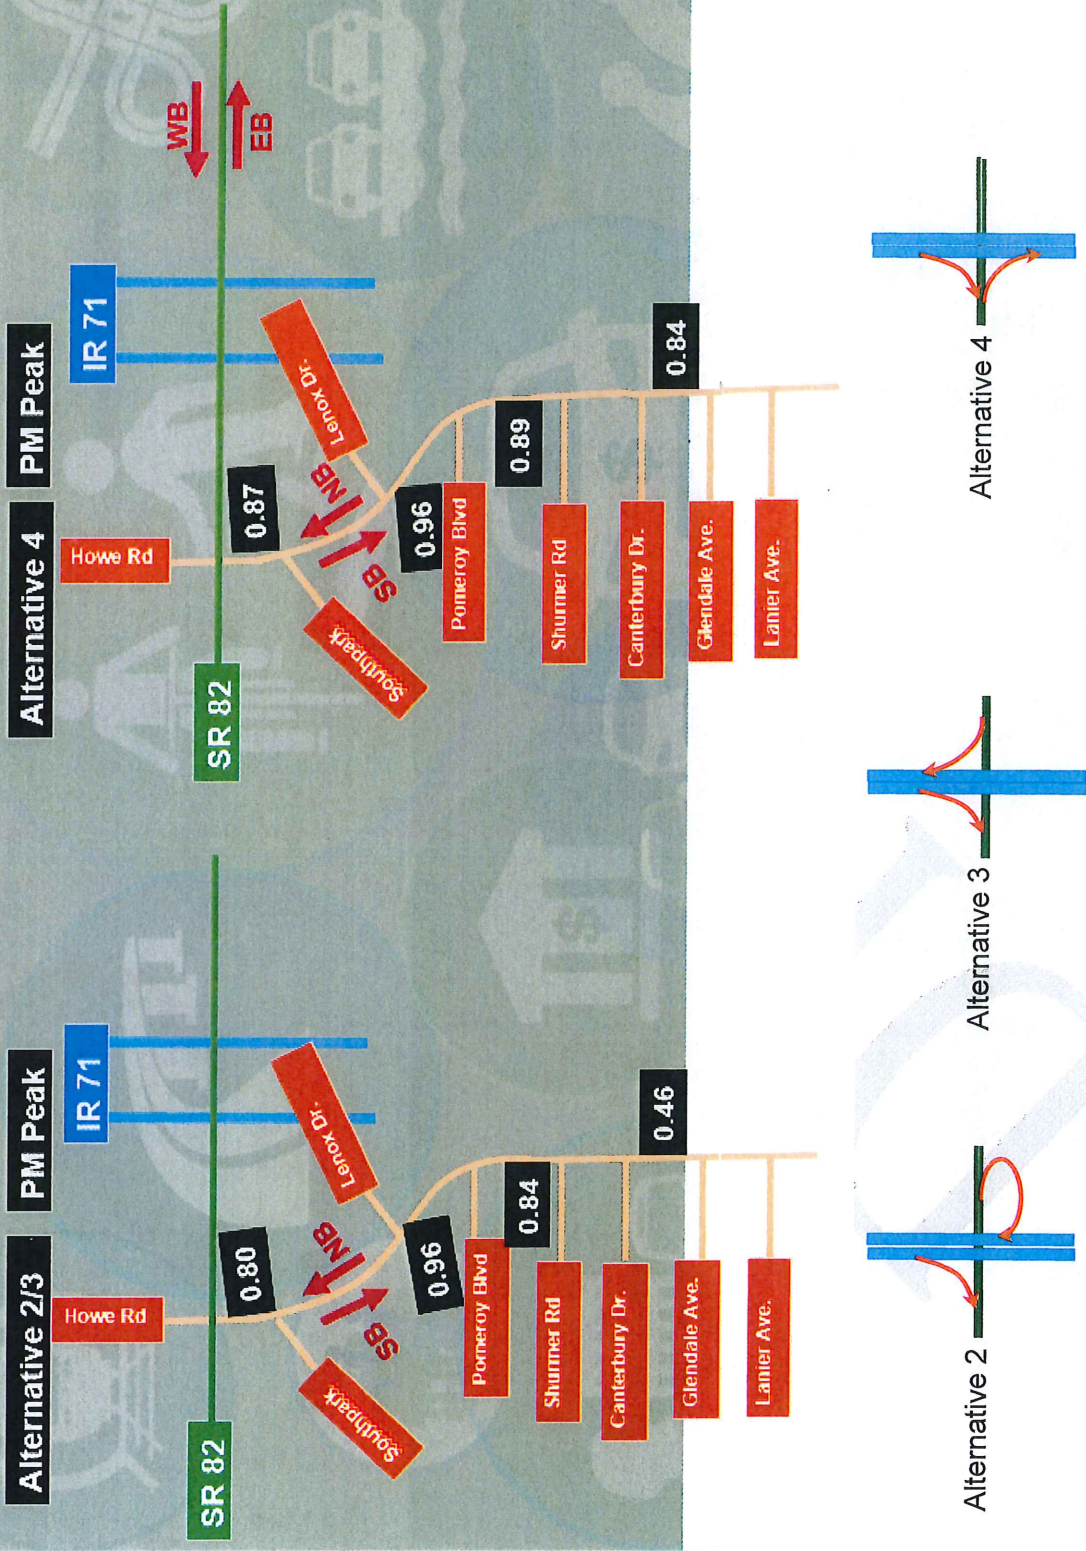 Alternative 2/3
PM Peak
Howe Rd
IR 71
SR 82
0.80
NB
SB
Lenox Dr.
Southpark
0.96
Pomeroy Blvd
0.84
Shurmer Rd
Canterbury Dr.
0.46
Glendale Ave.
Lanier Ave.
Alternative 4
PM Peak
Howe Rd
IR 71
WB
EB
SR 82
0.87
NB
SB
Lenox Dr.
Southpark
0.96
Pomeroy Blvd
0.89
Shurmer Rd
Canterbury Dr.
0.84
Glendale Ave.
Lanier Ave.
Alternative 2
Alternative 3
Alternative 4